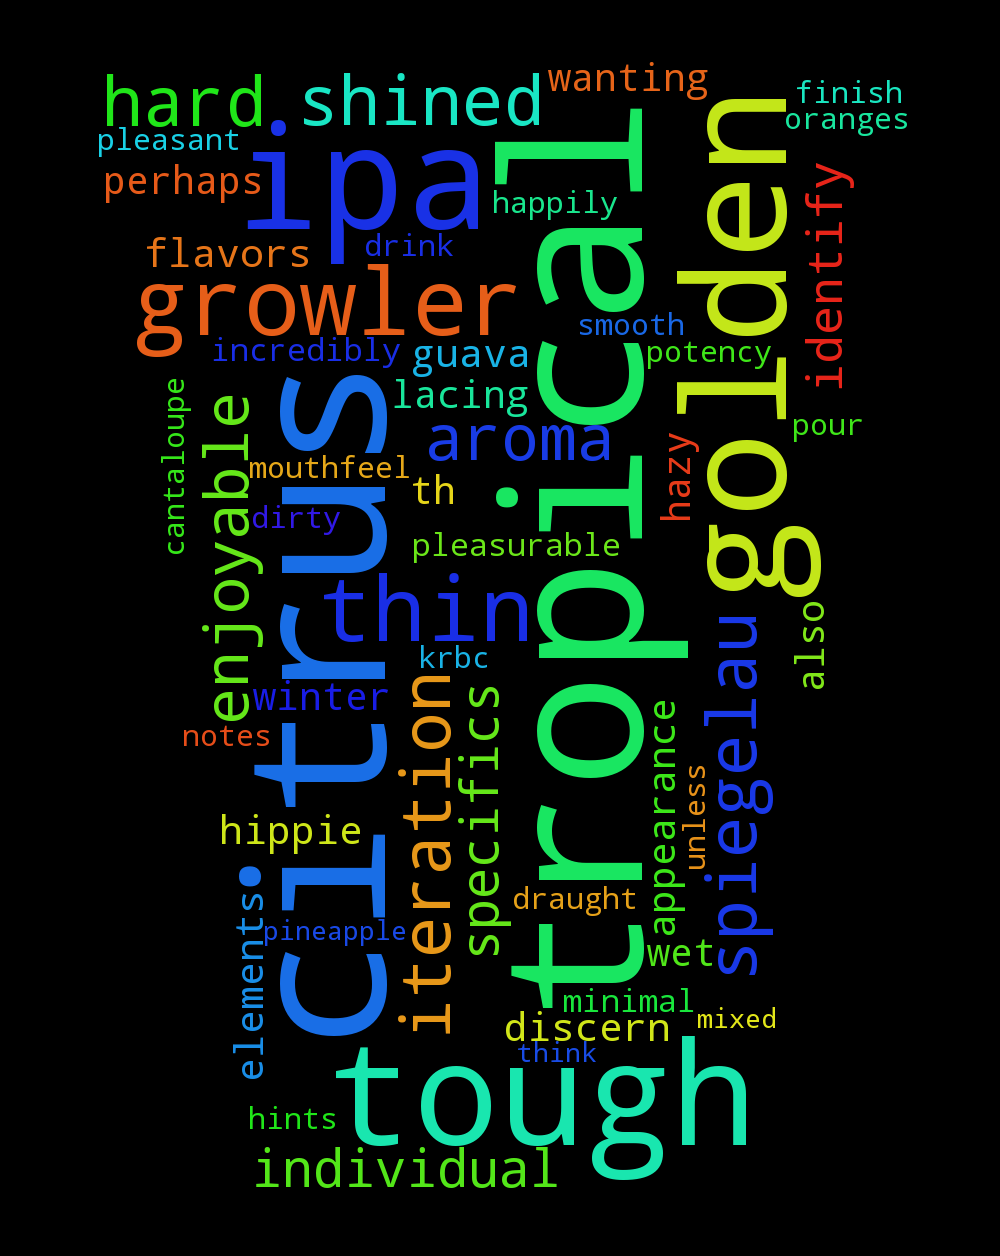 hard
shined
wanting
finish
oranges
pleasant
ipa
perhaps
happily
tropical
golden
identify
flavors
drink
growler
smooth
incredibly
guava
potency
lacing
citrus
cantaloupe
enjoyable
aroma
pour
hazy
mouthfeel
th
dirty
pleasurable
thin
also
krbc
spiegelau
winter
iteration
specifics
notes
appearance
unless
hippie
elements
draught
pineapple
wet
minimal
discern
mixed
think
tough
hints
individual